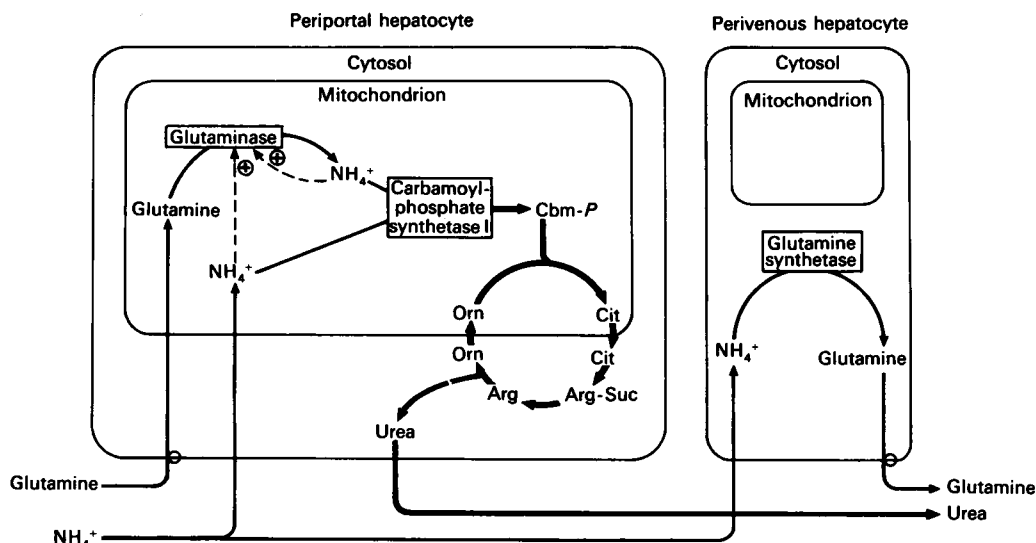 Periportal hepatocyte
Perivenous hepatocyte
Cytosol
Mitochondrion
Glutaminase
⊕
⊕
NH₄⁺
Glutamine
Carbamoyl-
phosphate
synthetase I
Cbm-P
NH₄⁺
Orn
Cit
Orn
Cit
Arg
Arg-Suc
Urea
Cytosol
Mitochondrion
Glutamine
synthetase
NH₄⁺
Glutamine
Glutamine
NH₄⁺
Glutamine
Urea